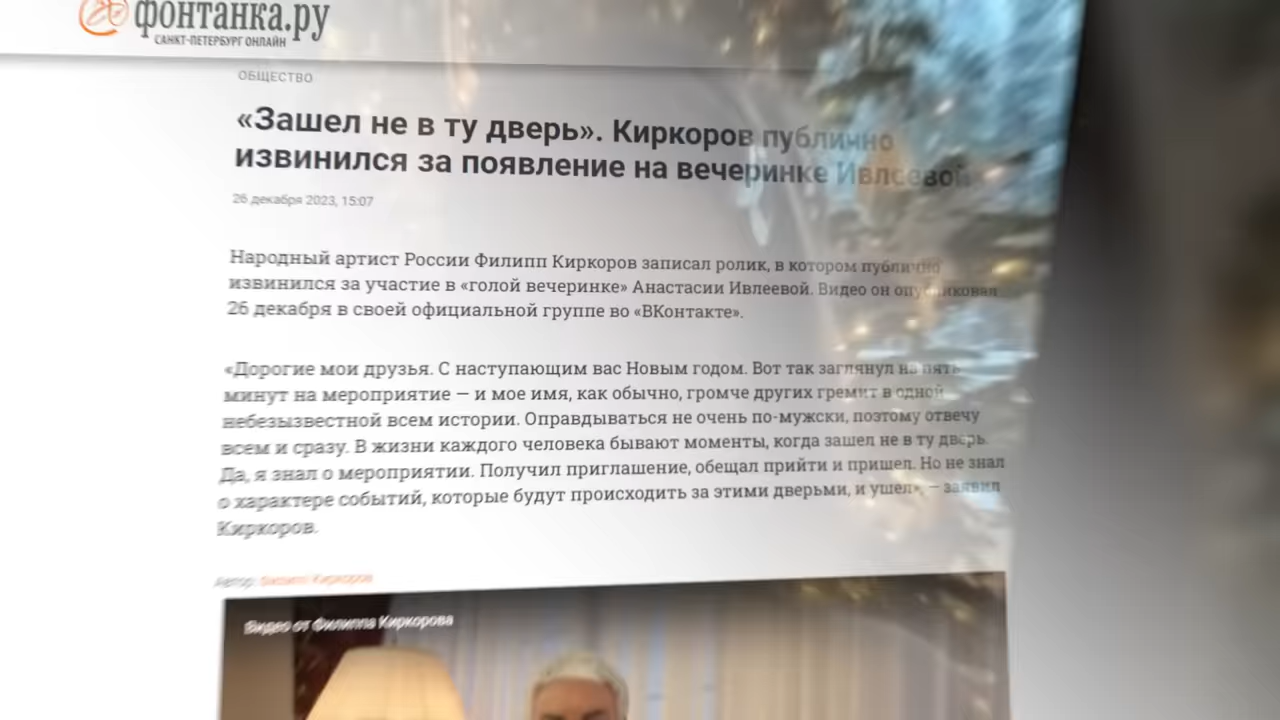 фонтанка.ру
САНКТ-ПЕТЕРБУРГ ОНЛАЙН
ОБЩЕСТВО
«Зашел не в ту дверь». Киркоров публично
извинился за появление на вечеринке Ивлеевой
26 декабря 2023, 15:07
Народный артист России Филипп Киркоров записал ролик, в котором публично
извинился за участие в «голой вечеринке» Анастасии Ивлеевой. Видео он опубликовал
26 декабря в своей официальной группе во «ВКонтакте».
«Дорогие мои друзья. С наступающим вас Новым годом. Вот так заглянул на пять
минут на мероприятие — и мое имя, как обычно, громче других гремит в одной
небезызвестной всем истории. Оправдываться не очень по-мужски, поэтому отвечу
всем и сразу. В жизни каждого человека бывают моменты, когда зашел не в ту дверь.
Да, я знал о мероприятии. Получил приглашение, обещал прийти и пришел. Но не знал
о характере событий, которые будут происходить за этими дверьми, и ушел», — заявил
Киркоров.
Автор: Филипп Киркоров
Видео от Филиппа Киркорова